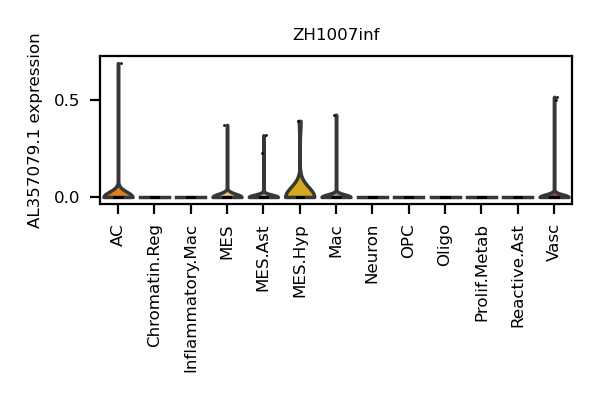 ZH1007inf
AL357079.1 expression
0.5
0.0
AC
Chromatin.Reg
Inflammatory.Mac
MES
MES.Ast
MES.Hyp
Mac
Neuron
OPC
Oligo
Prolif.Metab
Reactive.Ast
Vasc